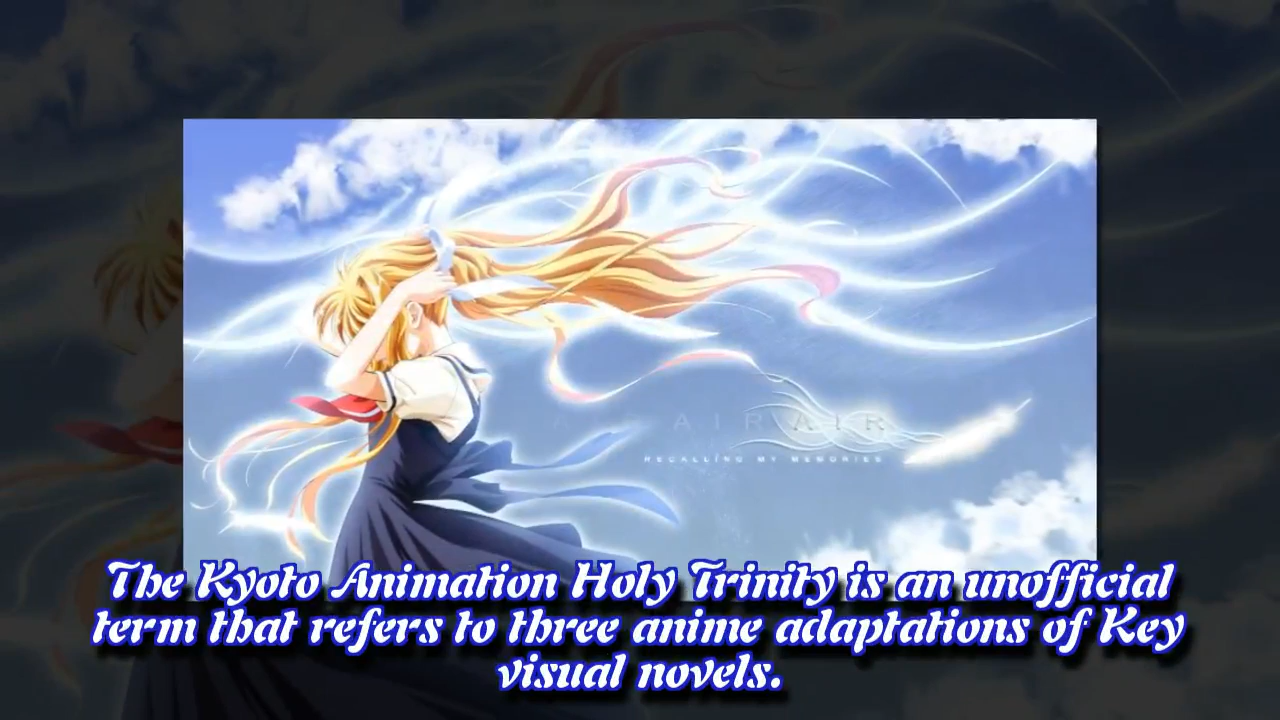 AIR AIR
RECALLING MY MEMORIES
The Kyoto Animation Holy Trinity is an unofficial
term that refers to three anime adaptations of Key
visual novels.